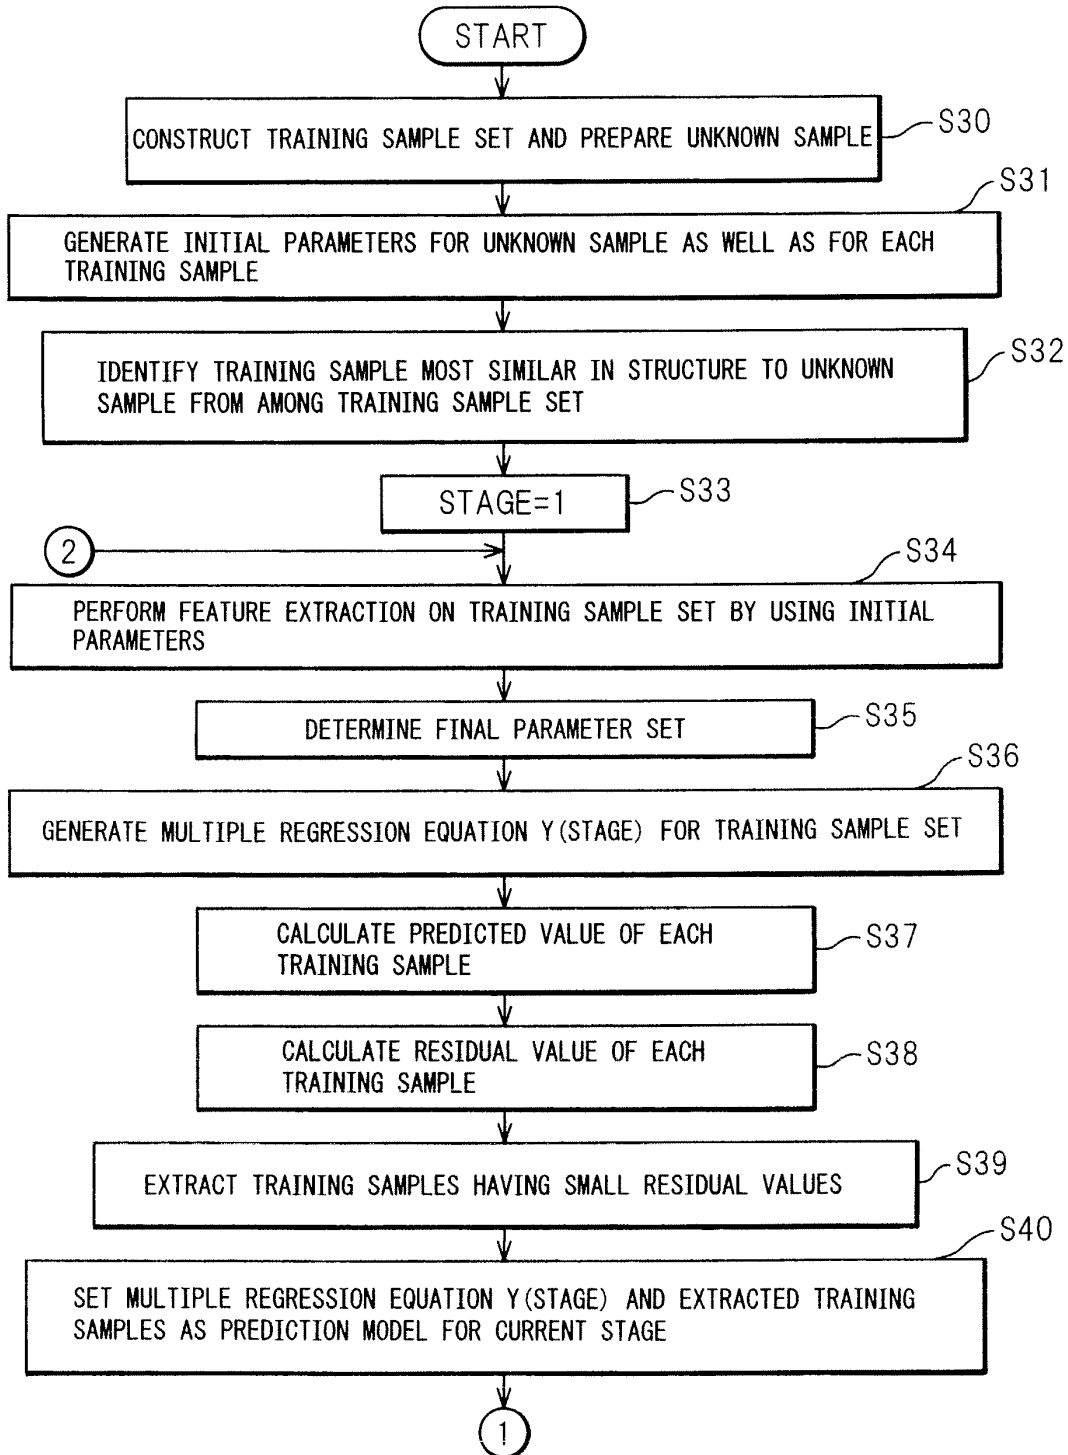 START
CONSTRUCT TRAINING SAMPLE SET AND PREPARE UNKNOWN SAMPLE
S30
S31
GENERATE INITIAL PARAMETERS FOR UNKNOWN SAMPLE AS WELL AS FOR EACH
TRAINING SAMPLE
S32
IDENTIFY TRAINING SAMPLE MOST SIMILAR IN STRUCTURE TO UNKNOWN
SAMPLE FROM AMONG TRAINING SAMPLE SET
STAGE=1
S33
2
S34
PERFORM FEATURE EXTRACTION ON TRAINING SAMPLE SET BY USING INITIAL
PARAMETERS
DETERMINE FINAL PARAMETER SET
S35
S36
GENERATE MULTIPLE REGRESSION EQUATION Y(STAGE) FOR TRAINING SAMPLE SET
CALCULATE PREDICTED VALUE OF EACH
TRAINING SAMPLE
S37
CALCULATE RESIDUAL VALUE OF EACH
TRAINING SAMPLE
S38
EXTRACT TRAINING SAMPLES HAVING SMALL RESIDUAL VALUES
S39
S40
SET MULTIPLE REGRESSION EQUATION Y(STAGE) AND EXTRACTED TRAINING
SAMPLES AS PREDICTION MODEL FOR CURRENT STAGE
1